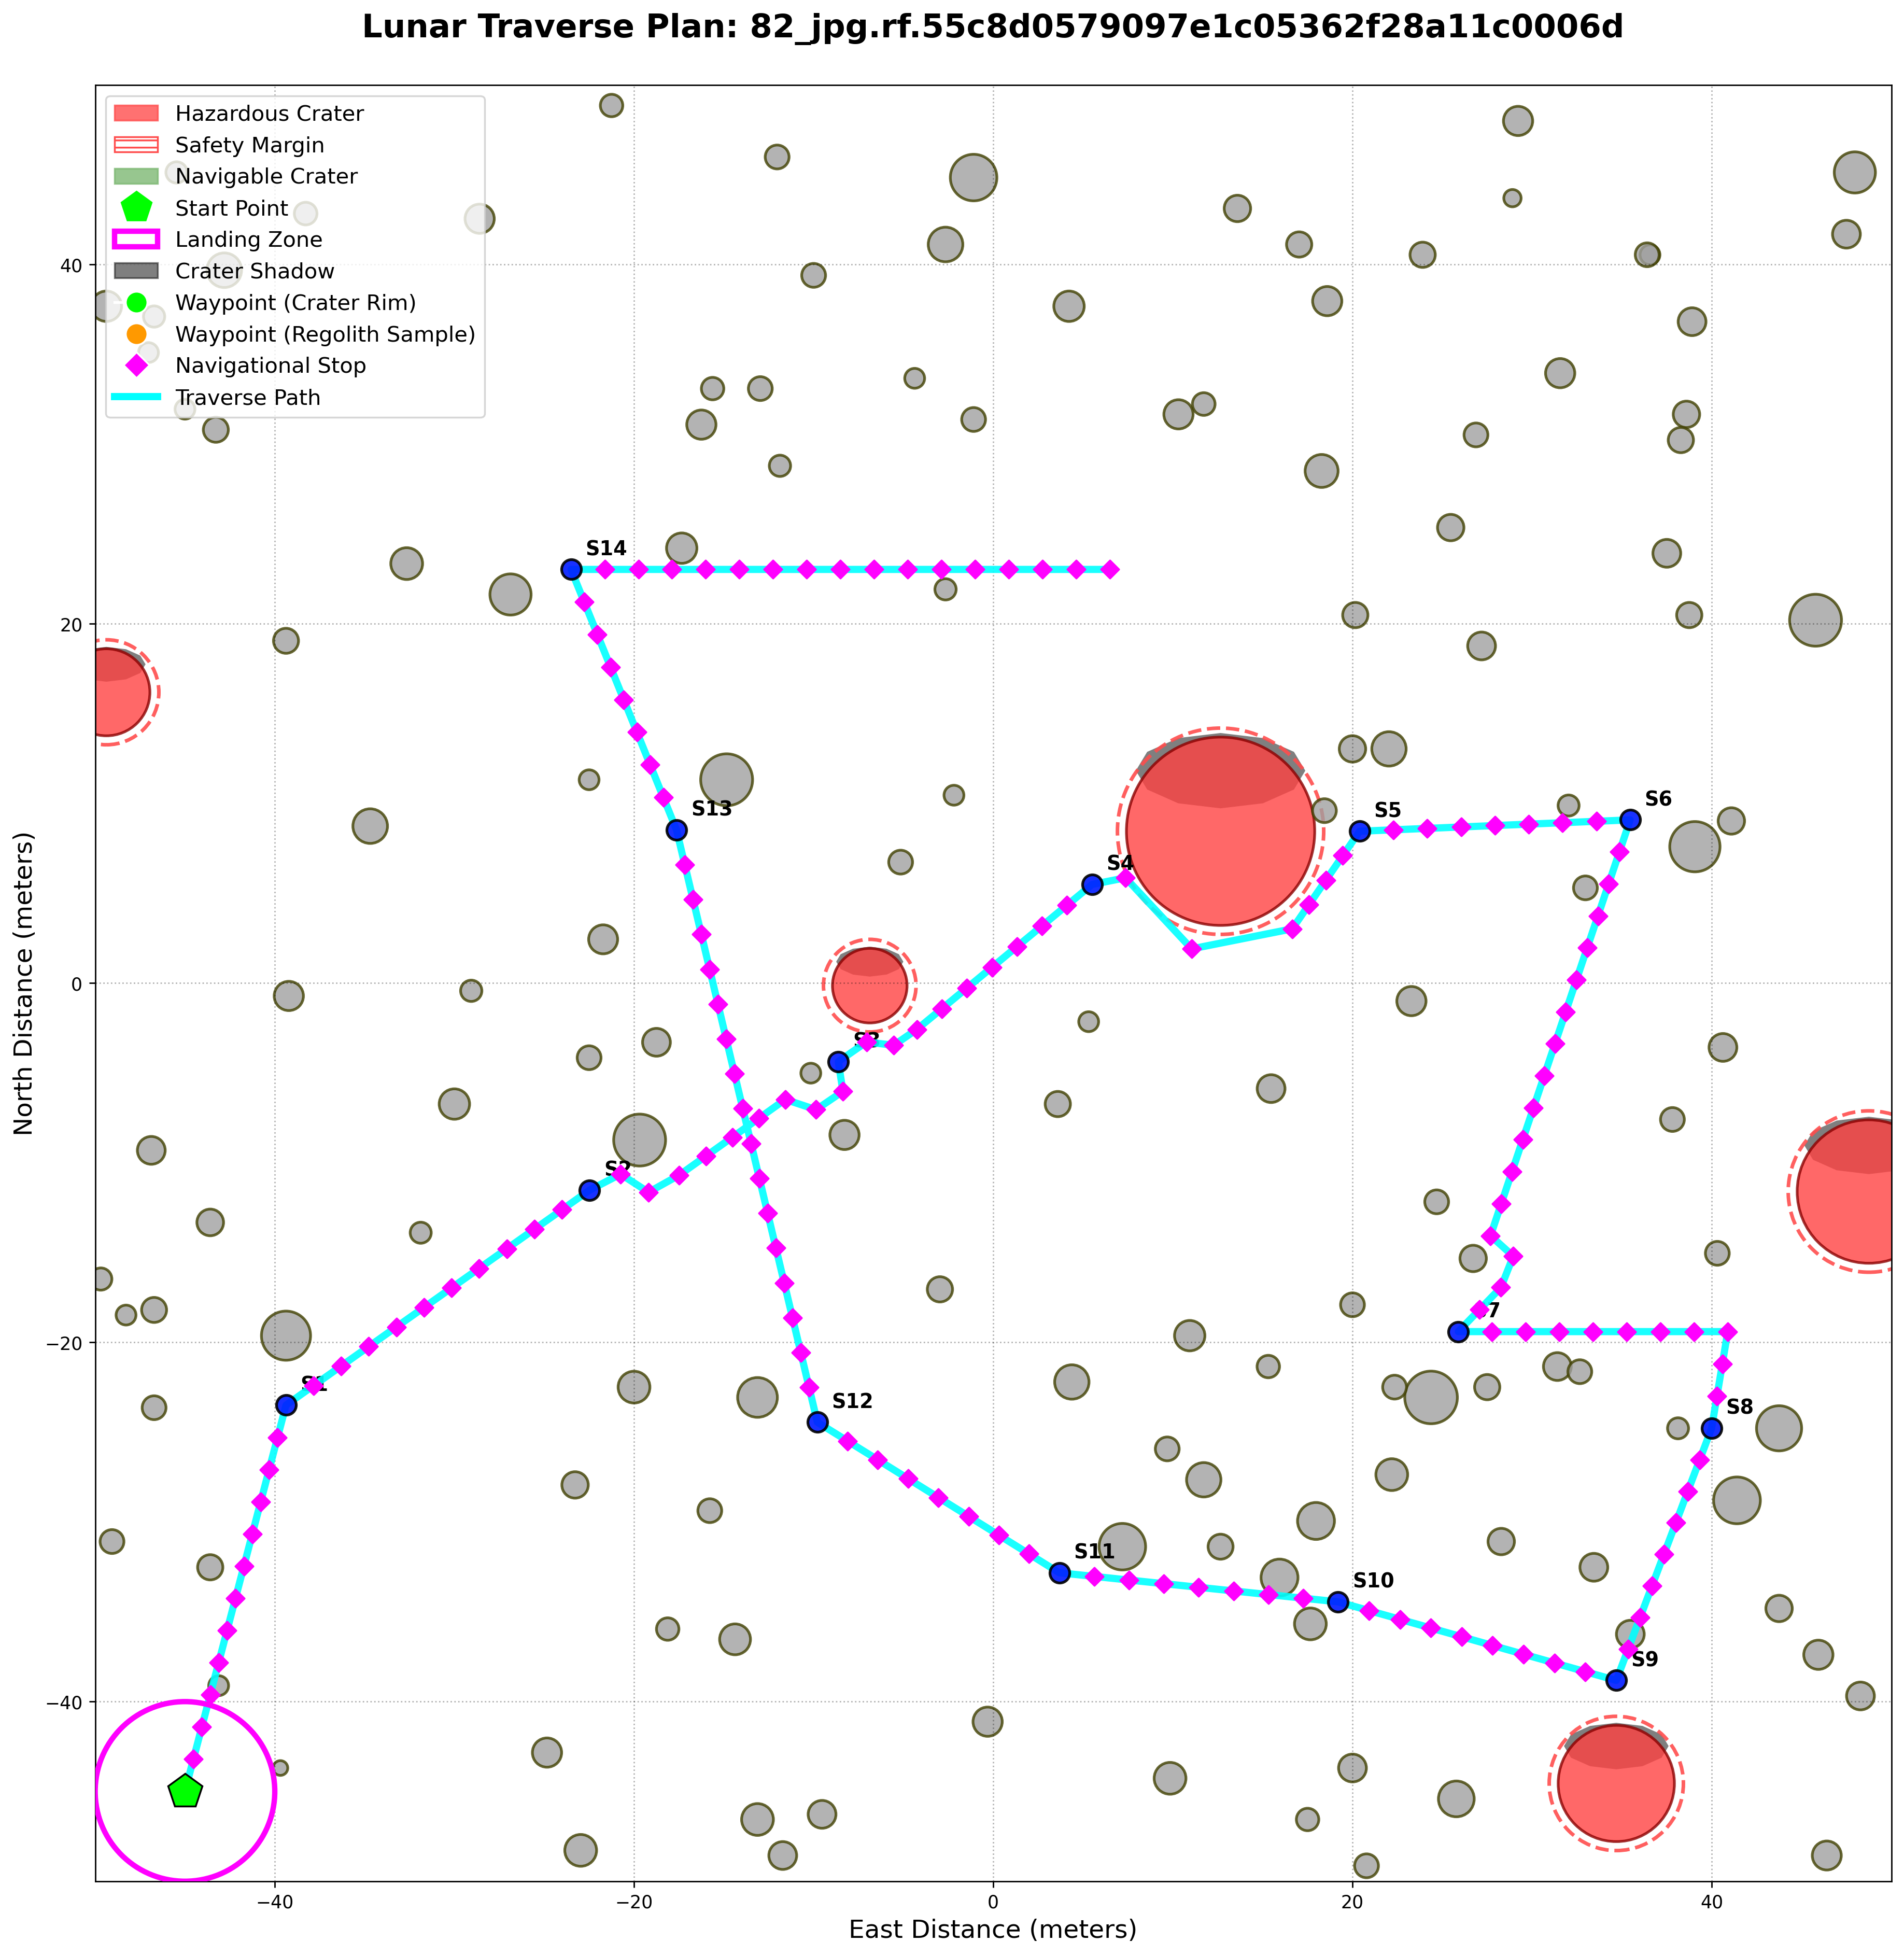 Lunar Traverse Plan: 82_jpg.rf.55c8d0579097e1c05362f28a11c0006d
Hazardous Crater
Safety Margin
Navigable Crater
Start Point
Landing Zone
Crater Shadow
Waypoint (Crater Rim)
Waypoint (Regolith Sample)
Navigational Stop
Traverse Path
40
20
0
−20
−40
North Distance (meters)
S14
S13
S6
S5
S4
S3
S2
7
S1
S12
S8
S11
S10
S9
−40
−20
0
20
40
East Distance (meters)